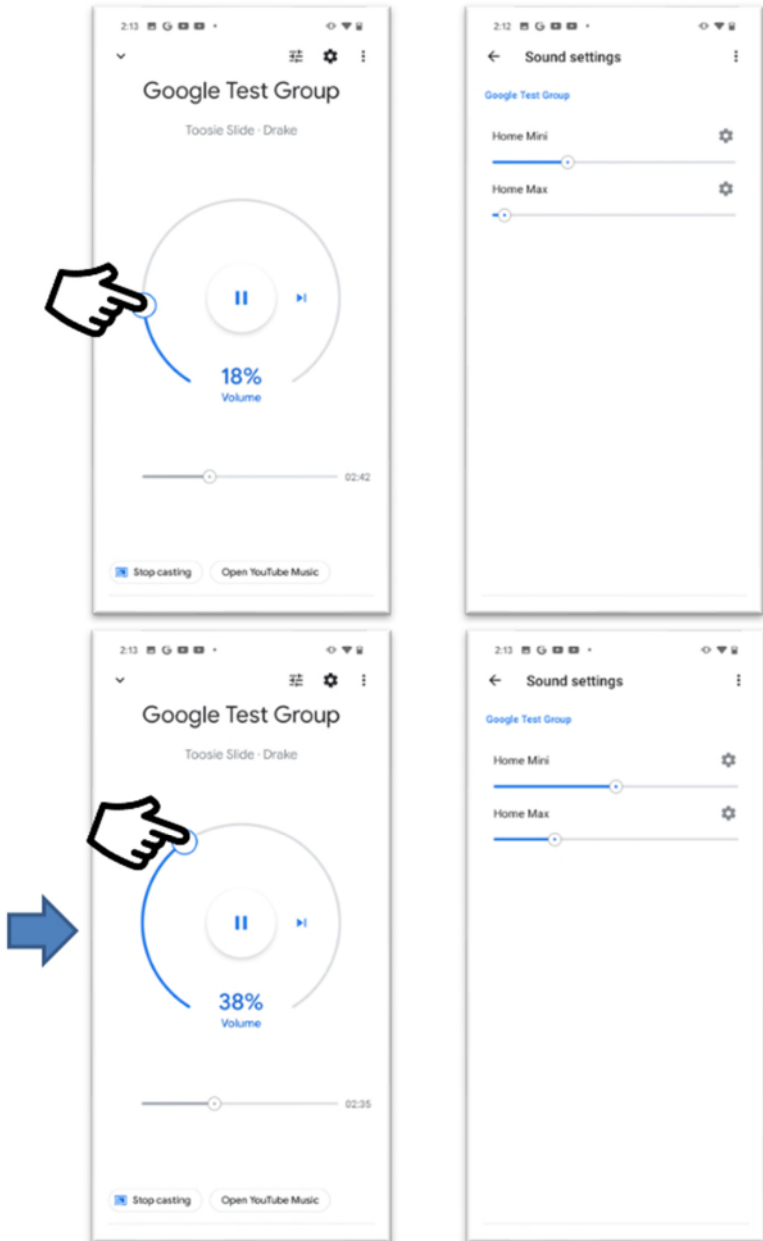 2:13
Google Test Group
Toosie Slide · Drake
18%
Volume
02:42
Stop casting
Open YouTube Music
2:12
Sound settings
Google Test Group
Home Mini
Home Max
2:13
Google Test Group
Toosie Slide · Drake
38%
Volume
02:35
Stop casting
Open YouTube Music
2:13
Sound settings
Google Test Group
Home Mini
Home Max